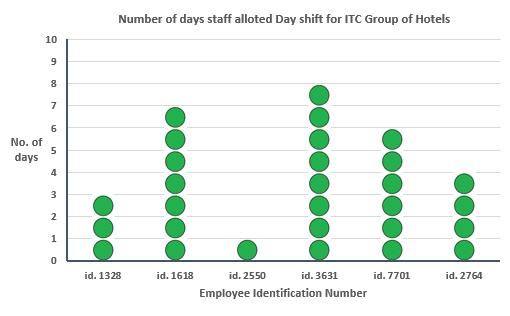 Number of days staff alloted Day shift for ITC Group of Hotels
10
9
8
7
6
5
4
3
2
1
0
No. of
days
id. 1328 id. 1618 id. 2550 id. 3631 id. 7701 id. 2764
Employee Identification Number